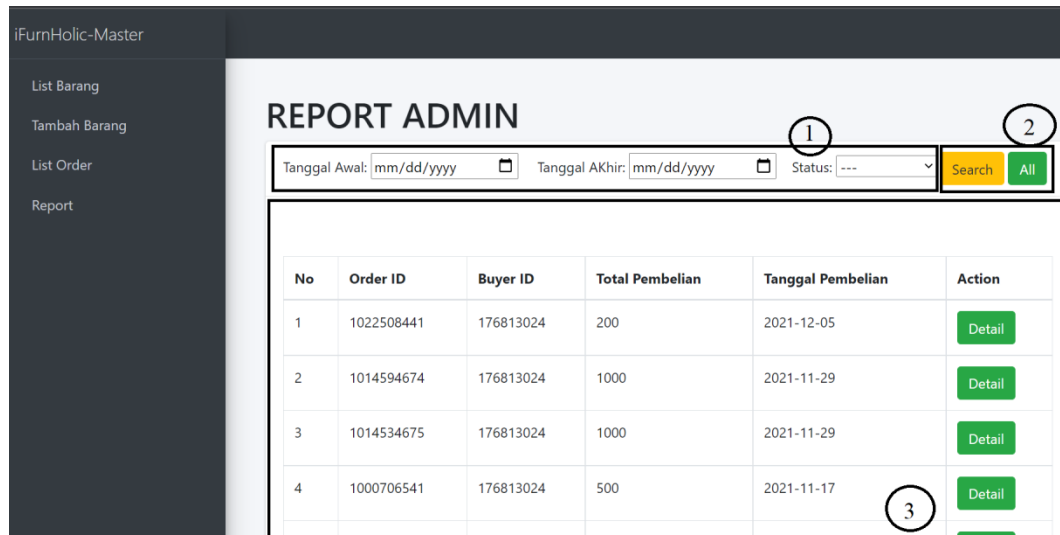 iFurnHolic-Master
List Barang
Tambah Barang
List Order
Report
REPORT ADMIN
1
2
Tanggal Awal: mm/dd/yyyy Tanggal AKhir: mm/dd/yyyy Status: --- Search All
No Order ID Buyer ID Total Pembelian Tanggal Pembelian Action
1 1022508441 176813024 200 2021-12-05 Detail
2 1014594674 176813024 1000 2021-11-29 Detail
3 1014534675 176813024 1000 2021-11-29 Detail
4 1000706541 176813024 500 2021-11-17 Detail
3